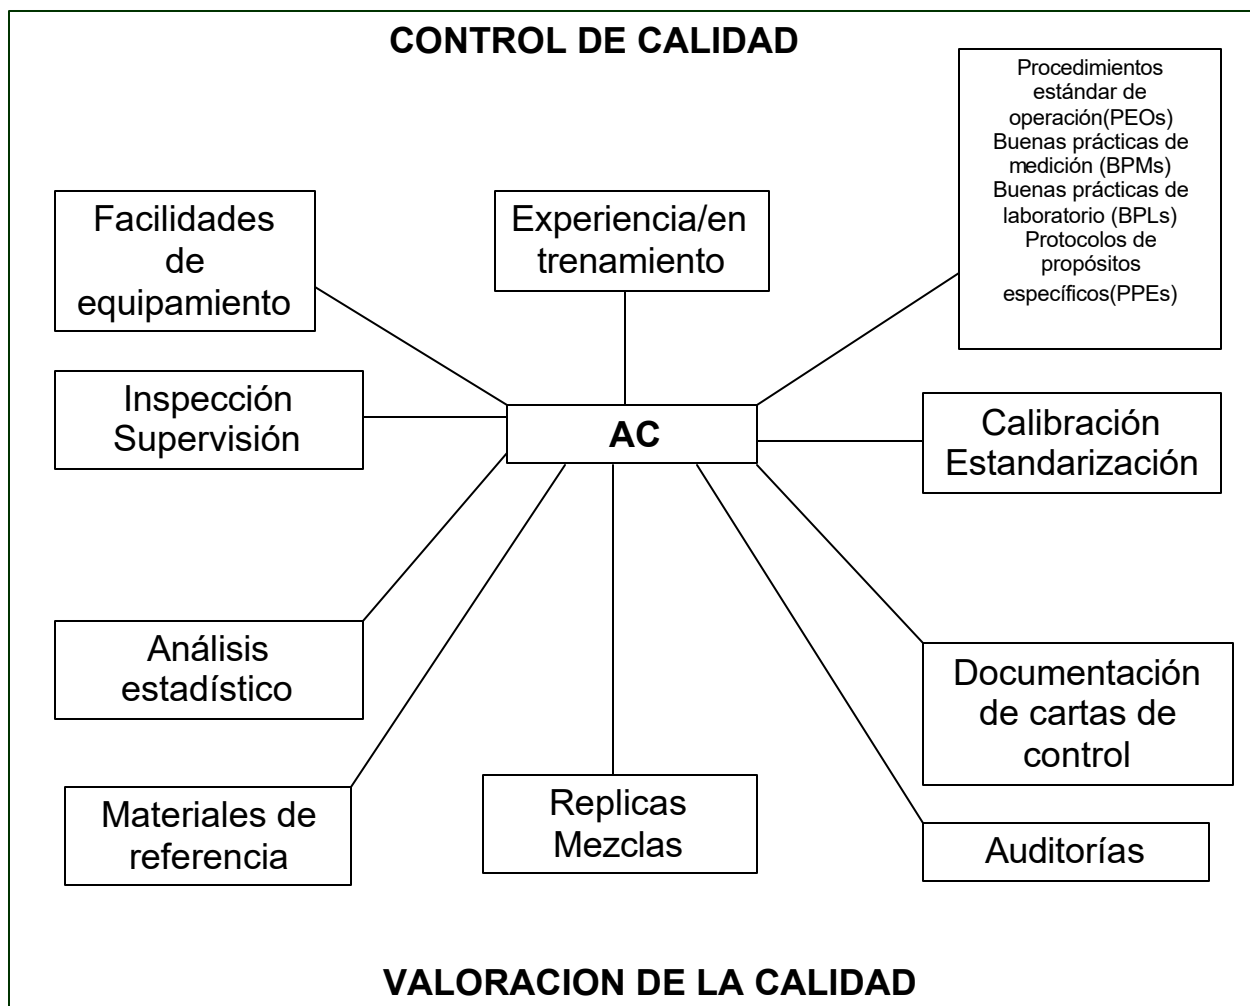 CONTROL DE CALIDAD
Procedimientos
estándar de
operación(PEOs)
Buenas prácticas de
medición (BPMs)
Buenas prácticas de
laboratorio (BPLs)
Protocolos de
propósitos
específicos(PPEs)
Facilidades
de
equipamiento
Experiencia/en
trenamiento
Inspección
Supervisión
AC
Calibración
Estandarización
Análisis
estadístico
Documentación
de cartas de
control
Materiales de
referencia
Replicas
Mezclas
Auditorías
VALORACION DE LA CALIDAD